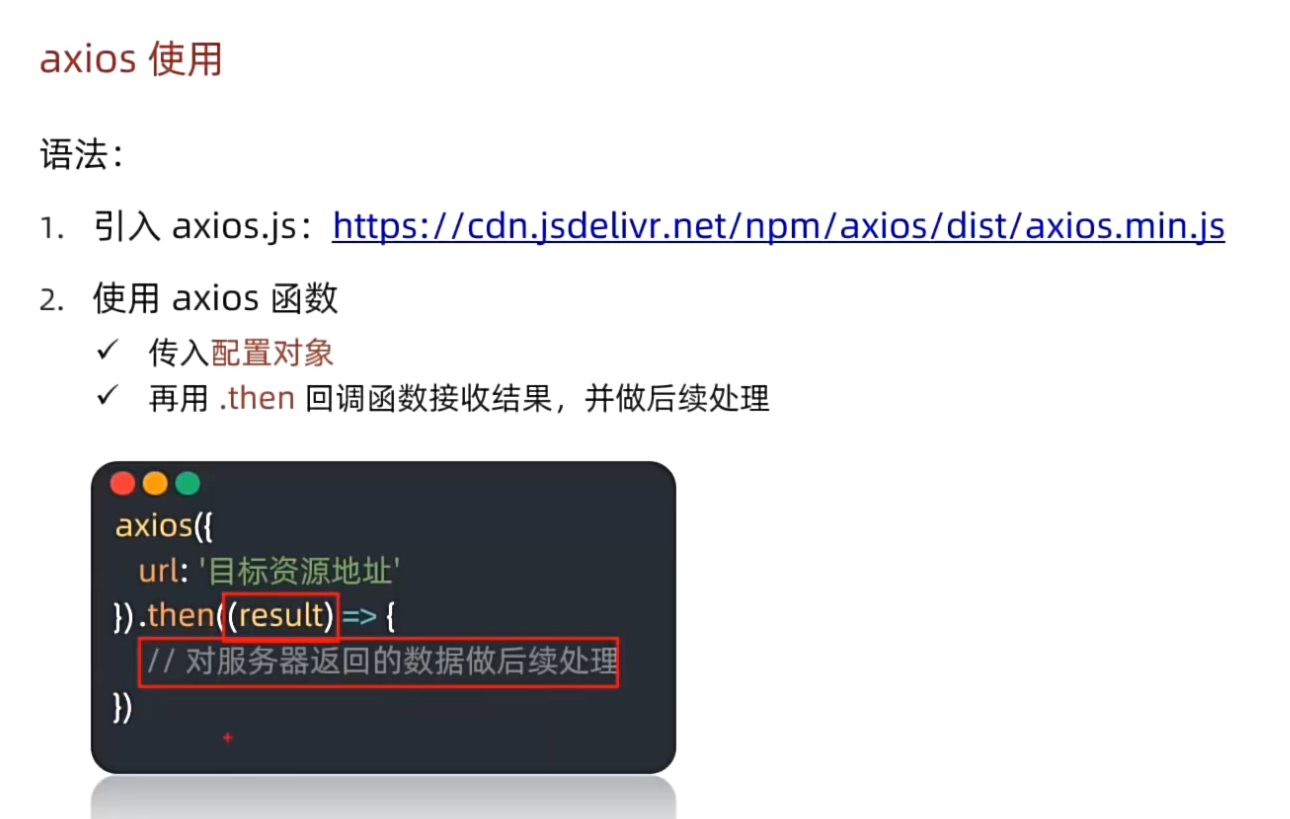 axios 使用
语法：
1. 引入 axios.js：https://cdn.jsdelivr.net/npm/axios/dist/axios.min.js
2. 使用 axios 函数
✓ 传入配置对象
✓ 再用 .then 回调函数接收结果，并做后续处理
axios({
url: '目标资源地址'
}).then((result) => {
// 对服务器返回的数据做后续处理
})